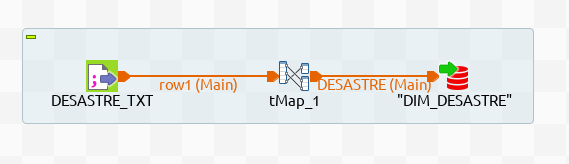 row1 (Main)
DESASTRE (Main)
DESASTRE_TXT
tMap_1
"DIM_DESASTRE"